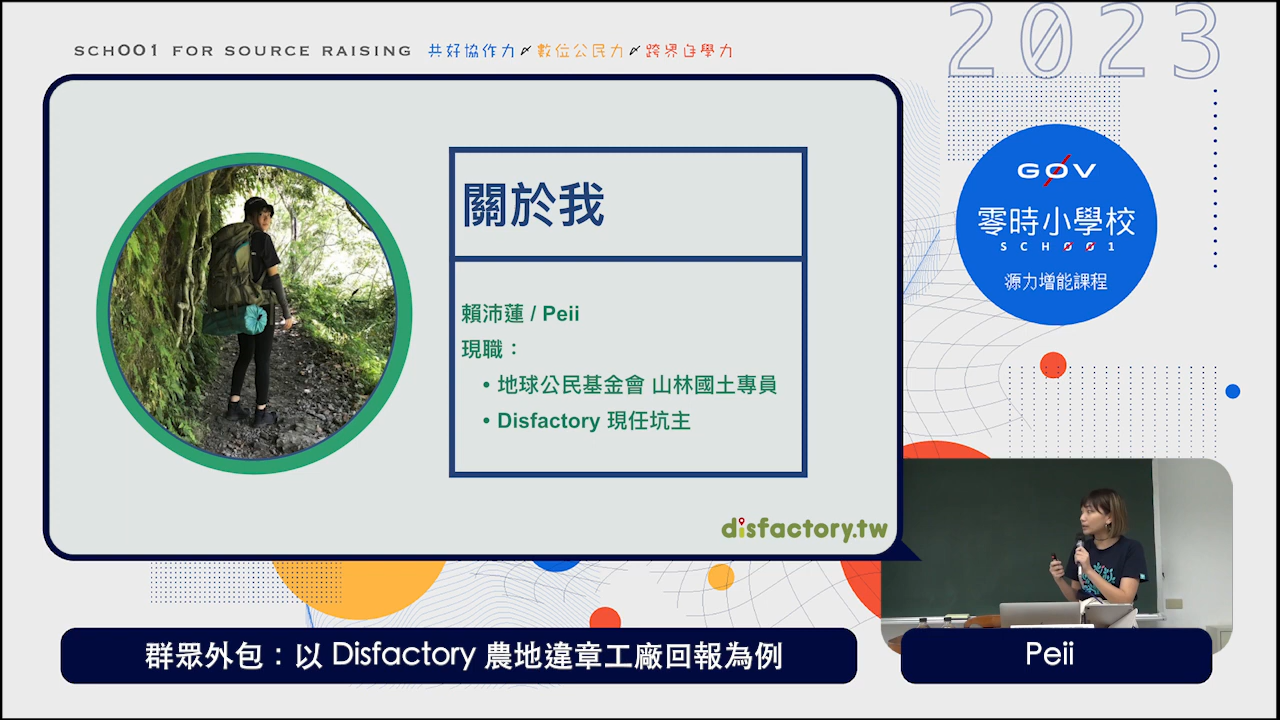 SCH001 FOR SOURCE RAISING 共好協作力〆數位公民力〆跨界自學力
2023
關於我
賴沛蓮 / Peii
現職：
• 地球公民基金會 山林國土專員
• Disfactory 現任坑主
disfactory.tw
G0V
零時小學校
SCH001
源力增能課程
群眾外包：以 Disfactory 農地違章工廠回報為例
Peii